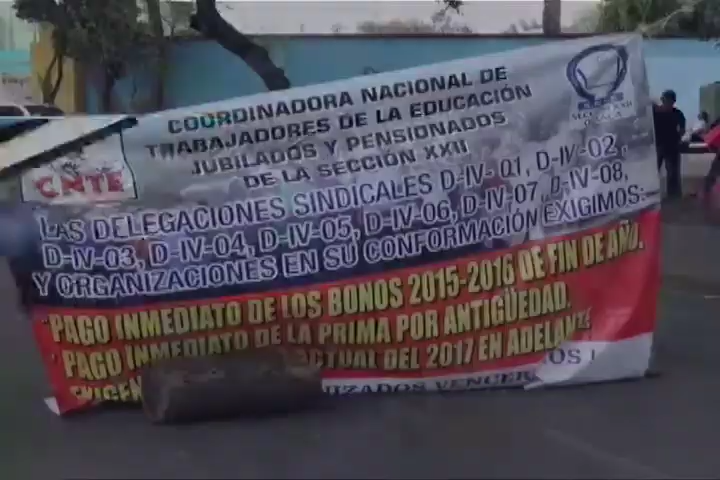 COORDINADORA NACIONAL DE
TRABAJADORES DE LA EDUCACIÓN
JUBILADOS Y PENSIONADOS
DE LA SECCIÓN XXII
CNTE
LAS DELEGACIONES SINDICALES D-IV-01, D-IV-02,
D-IV-03, D-IV-04, D-IV-05, D-IV-06, D-IV-07, D-IV-08,
Y ORGANIZACIONES EN SU CONFORMACIÓN EXIGIMOS:
*PAGO INMEDIATO DE LOS BONOS 2015-2016 DE FIN DE AÑO.
*PAGO INMEDIATO DE LA PRIMA POR ANTIGÜEDAD,
ACTUAL DEL 2017 EN ADELANTE